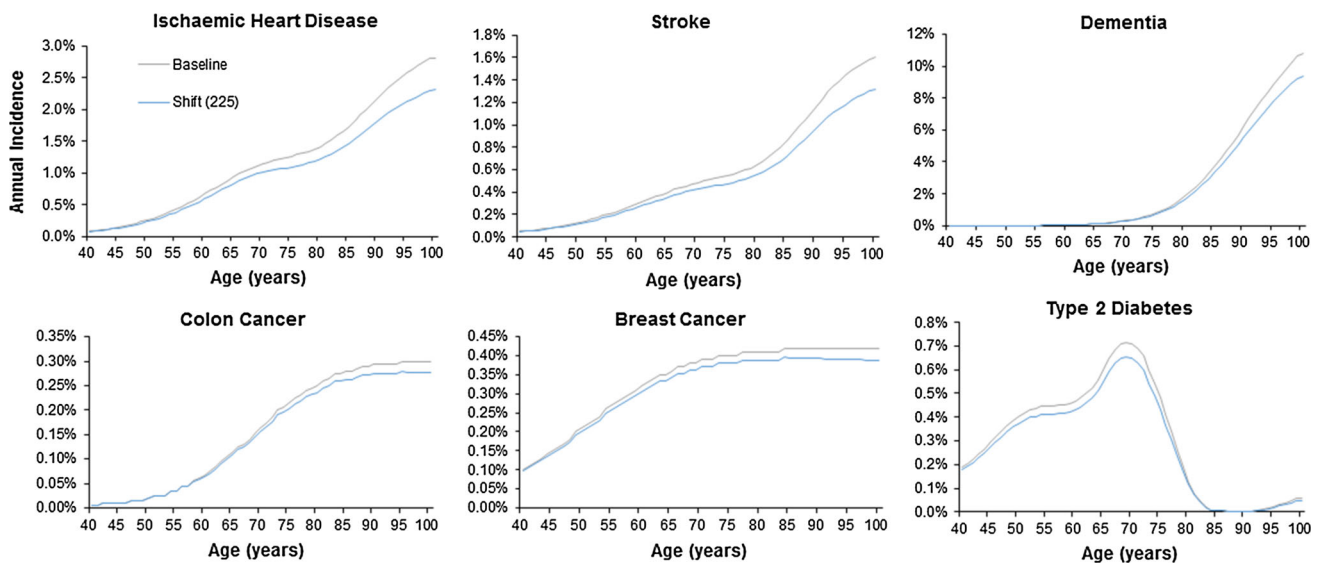 Ischaemic Heart Disease
3.0%
2.5%
2.0%
1.5%
1.0%
0.5%
0.0%
Annual Incidence
Baseline
Shift (225)
40 45 50 55 60 65 70 75 80 85 90 95 100
Age (years)
Stroke
1.8%
1.6%
1.4%
1.2%
1.0%
0.8%
0.6%
0.4%
0.2%
0.0%
40 45 50 55 60 65 70 75 80 85 90 95 100
Age (years)
Dementia
12%
10%
8%
6%
4%
2%
0%
40 45 50 55 60 65 70 75 80 85 90 95 100
Age (years)
Colon Cancer
0.35%
0.30%
0.25%
0.20%
0.15%
0.10%
0.05%
0.00%
40 45 50 55 60 65 70 75 80 85 90 95 100
Age (years)
Breast Cancer
0.45%
0.40%
0.35%
0.30%
0.25%
0.20%
0.15%
0.10%
0.05%
0.00%
40 45 50 55 60 65 70 75 80 85 90 95 100
Age (years)
Type 2 Diabetes
0.8%
0.7%
0.6%
0.5%
0.4%
0.3%
0.2%
0.1%
0.0%
40 45 50 55 60 65 70 75 80 85 90 95 100
Age (years)